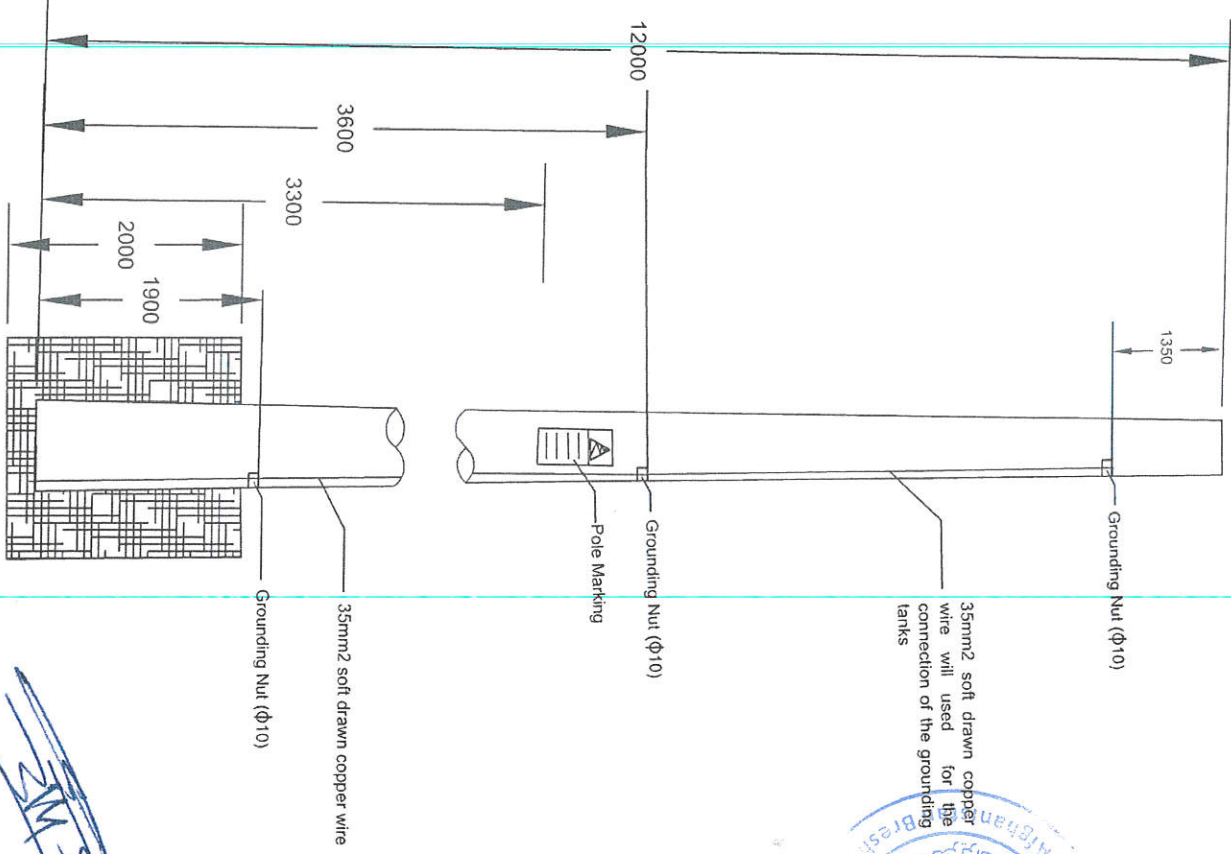 12000
3600
3300
2000
1900
1350
Grounding Nut (ϕ10)
35mm2 soft drawn copper
wire will used for the
connection of the grounding
tanks
Grounding Nut (ϕ10)
Pole Marking
35mm2 soft drawn copper wire
Grounding Nut (ϕ10)
Afghanistan